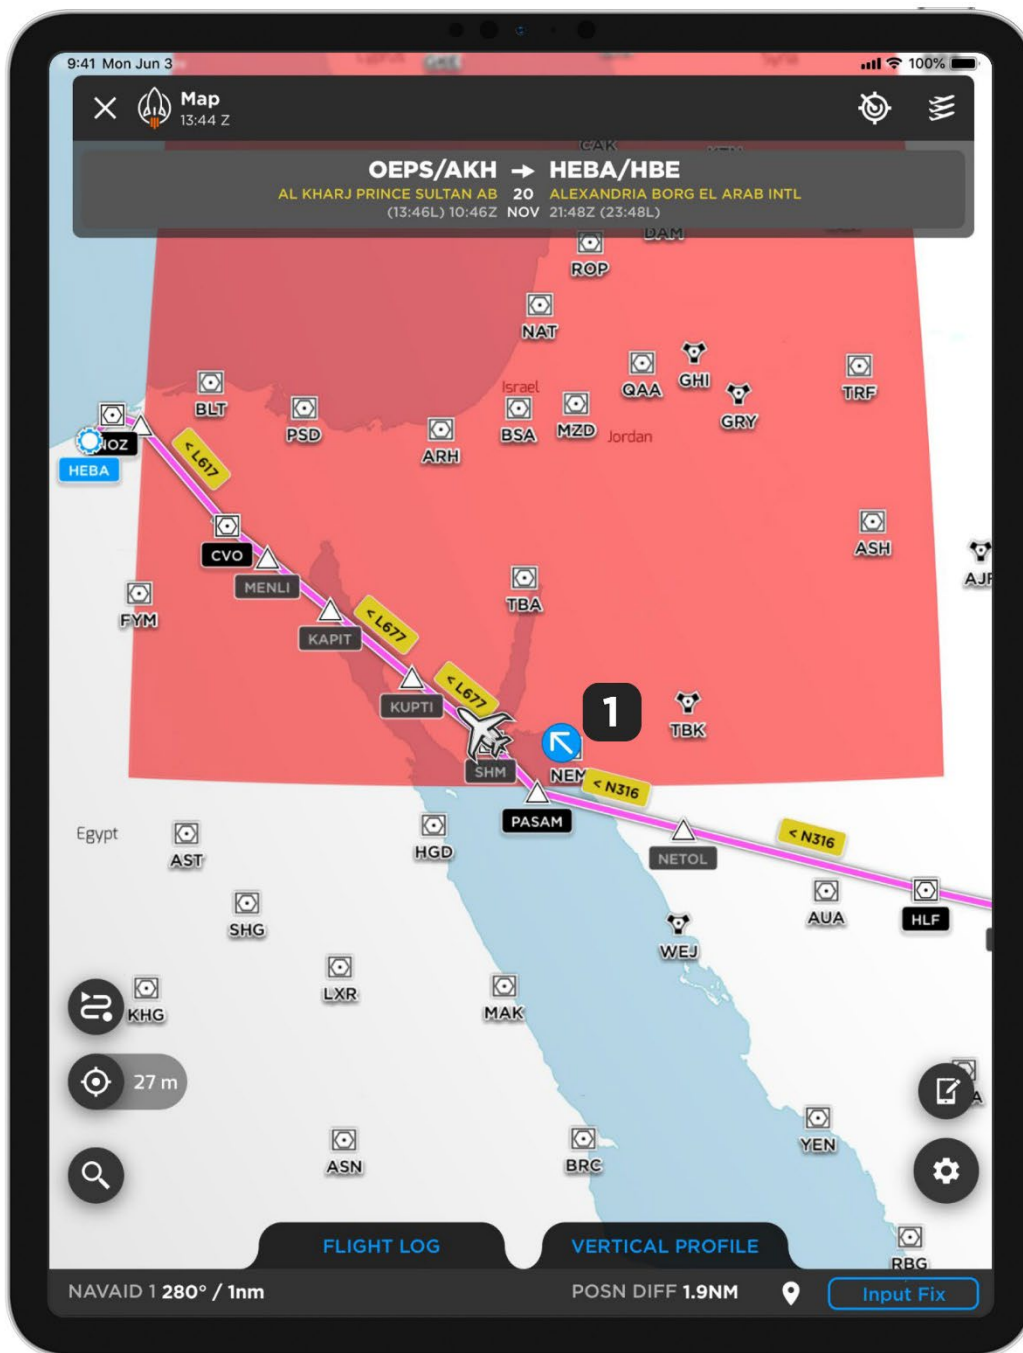 9:41 Mon Jun 3
100%
Map
13:44 Z
CAK
OEPS/AKH → HEBA/HBE
AL KHARJ PRINCE SULTAN AB 20 ALEXANDRIA BORG EL ARAB INTL
(13:46L) 10:46Z NOV 21:48Z (23:48L)
DAM
ROP
NAT
Israel
QAA
GHI
TRF
BLT
PSD
ARH
BSA
MZD
GRY
Jordan
NOZ
HEBA
< L617
CVO
MENLI
ASH
FYM
TBA
KAPIT
< L677
KUPTI
< L677
1
TBK
SHM
NEM
< N316
PASAM
Egypt
AST
HGD
NETOL
< N316
SHG
AUA
HLF
WEJ
LXR
KHG
MAK
27 m
YEN
ASN
BRC
FLIGHT LOG
VERTICAL PROFILE
RBG
NAVAID 1 280° / 1nm
POSN DIFF 1.9NM
Input Fix